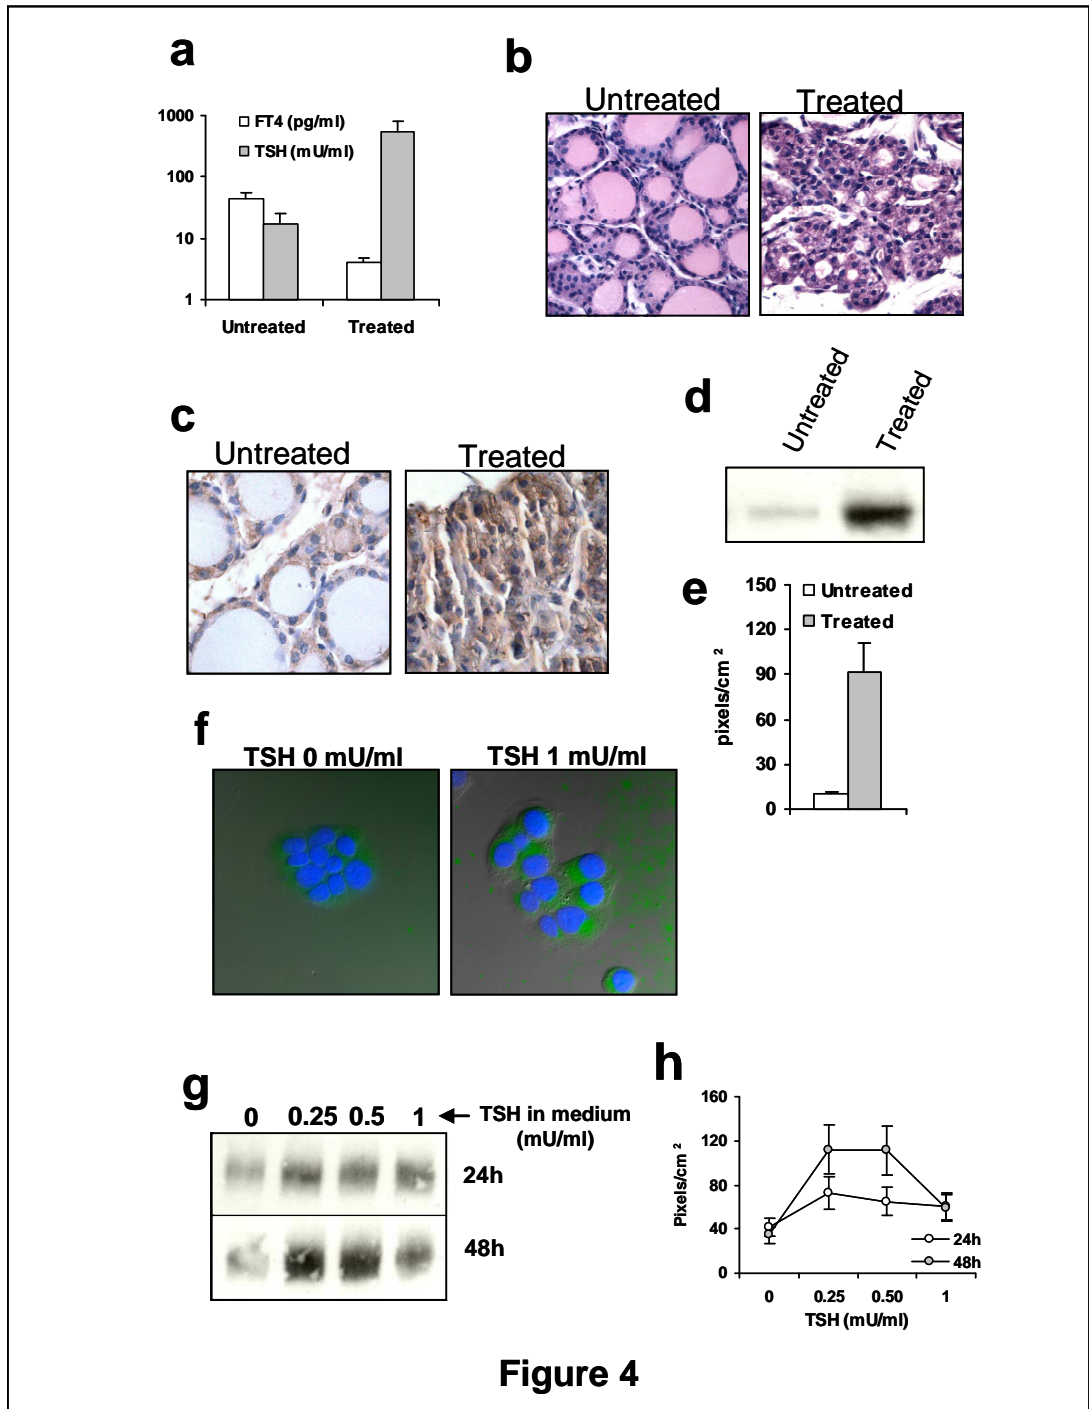 a
1000
100
10
1
FT4 (pg/ml)
TSH (mU/ml)
Untreated Treated
b
Untreated Treated
c
Untreated Treated
d
Untreated Treated
e
150
120
90
60
30
0
pixels/cm 2
Untreated
Treated
f
TSH 0 mU/ml TSH 1 mU/ml
g
0 0.25 0.5 1 ← TSH in medium
(mU/ml)
24h
48h
h
160
120
80
40
0
Pixels/cm 2
24h
48h
0 0.25 0.50 1
TSH (mU/ml)
Figure 4